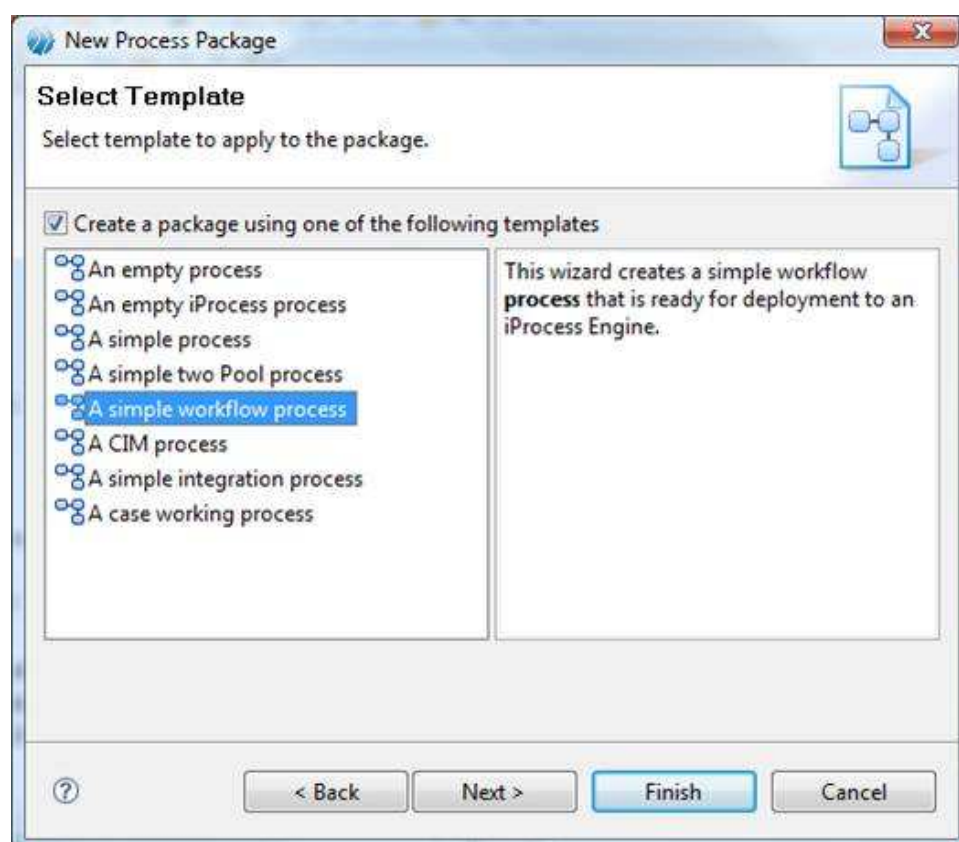 New Process Package
Select Template
Select template to apply to the package.
Create a package using one of the following templates
An empty process
An empty iProcess process
A simple process
A simple two Pool process
A simple workflow process
A CIM process
A simple integration process
A case working process
This wizard creates a simple workflow
process that is ready for deployment to an
iProcess Engine.
?
< Back
Next >
Finish
Cancel